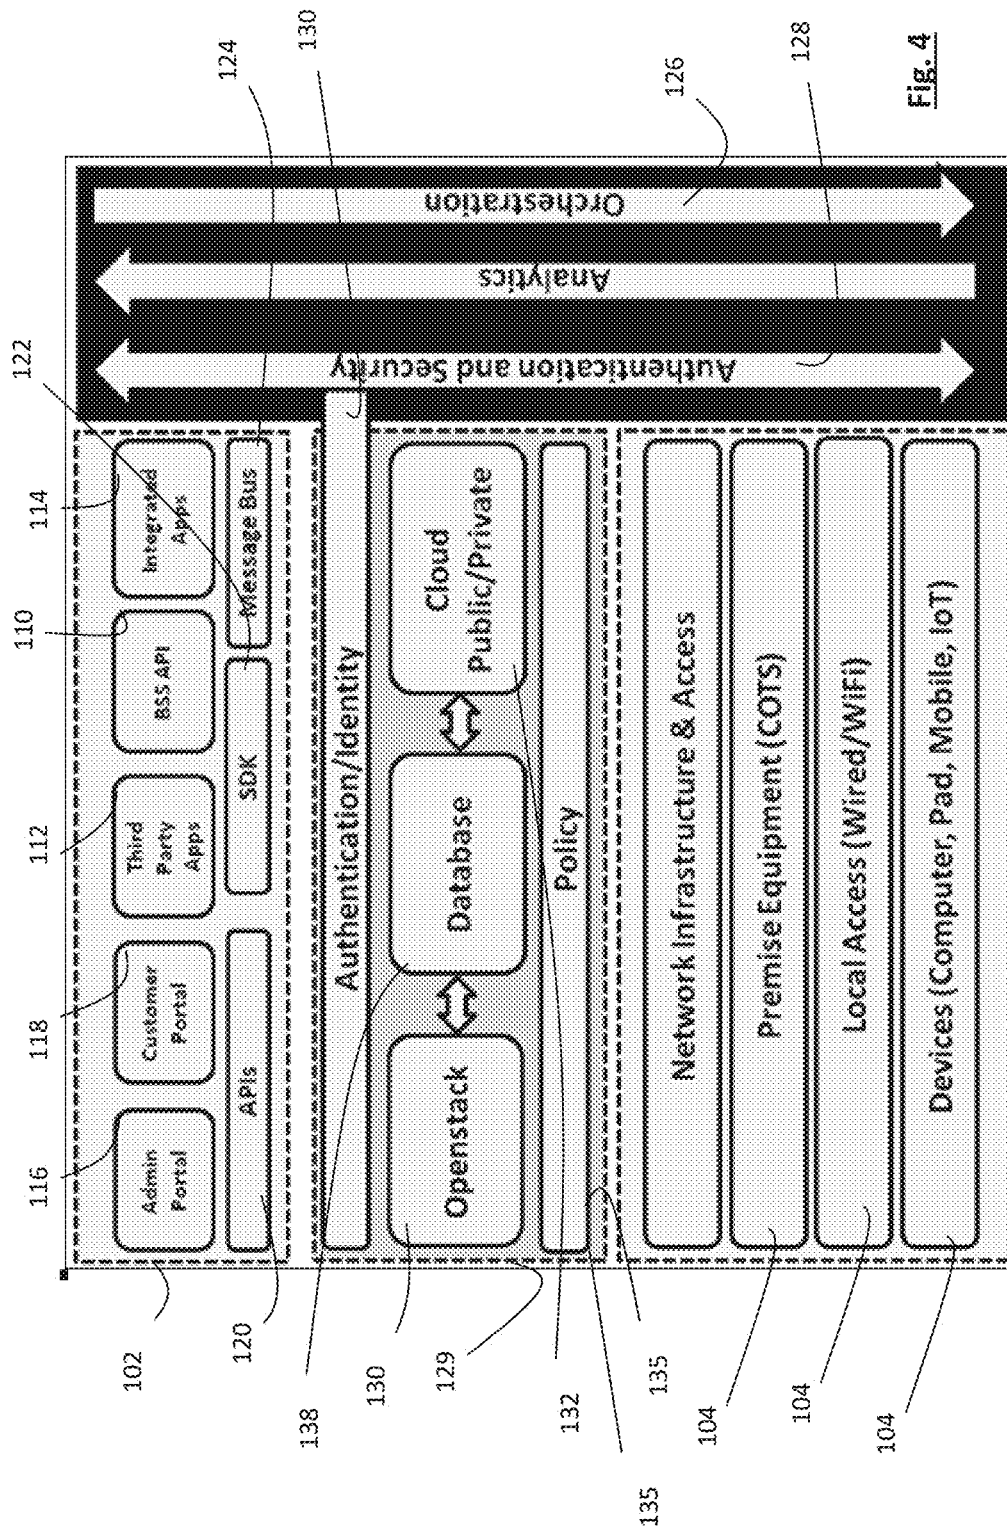 116
118
112
110
114
122
124
130
Admin
Portal
Customer
Portal
Third
Party
Apps
BSS API
Integrated
Apps
APIs
SDK
Message Bus
102
120
Authentication/Identity
138
Openstack
Database
Cloud
Public/Private
130
129
Policy
132
135
135
Network Infrastructure & Access
Premise Equipment (COTS)
104
Local Access (Wired/WiFi)
104
Devices (Computer, Pad, Mobile, IoT)
104
Authentication and Security
Analytics
Orchestration
126
128
Fig. 4